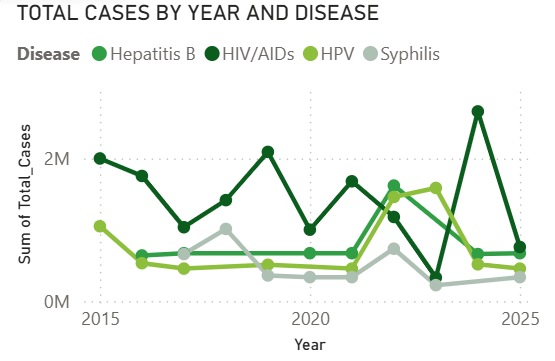 TOTAL CASES BY YEAR AND DISEASE
Disease Hepatitis B HIV/AIDs HPV Syphilis
Sum of Total_Cases
2M
0M
2015 2020 2025
Year